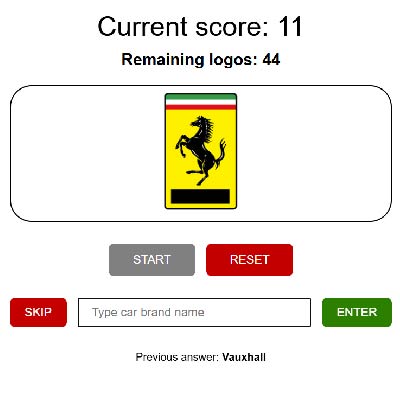 Current score: 11
Remaining logos: 44
START
RESET
SKIP
Type car brand name
ENTER
Previous answer: Vauxhall